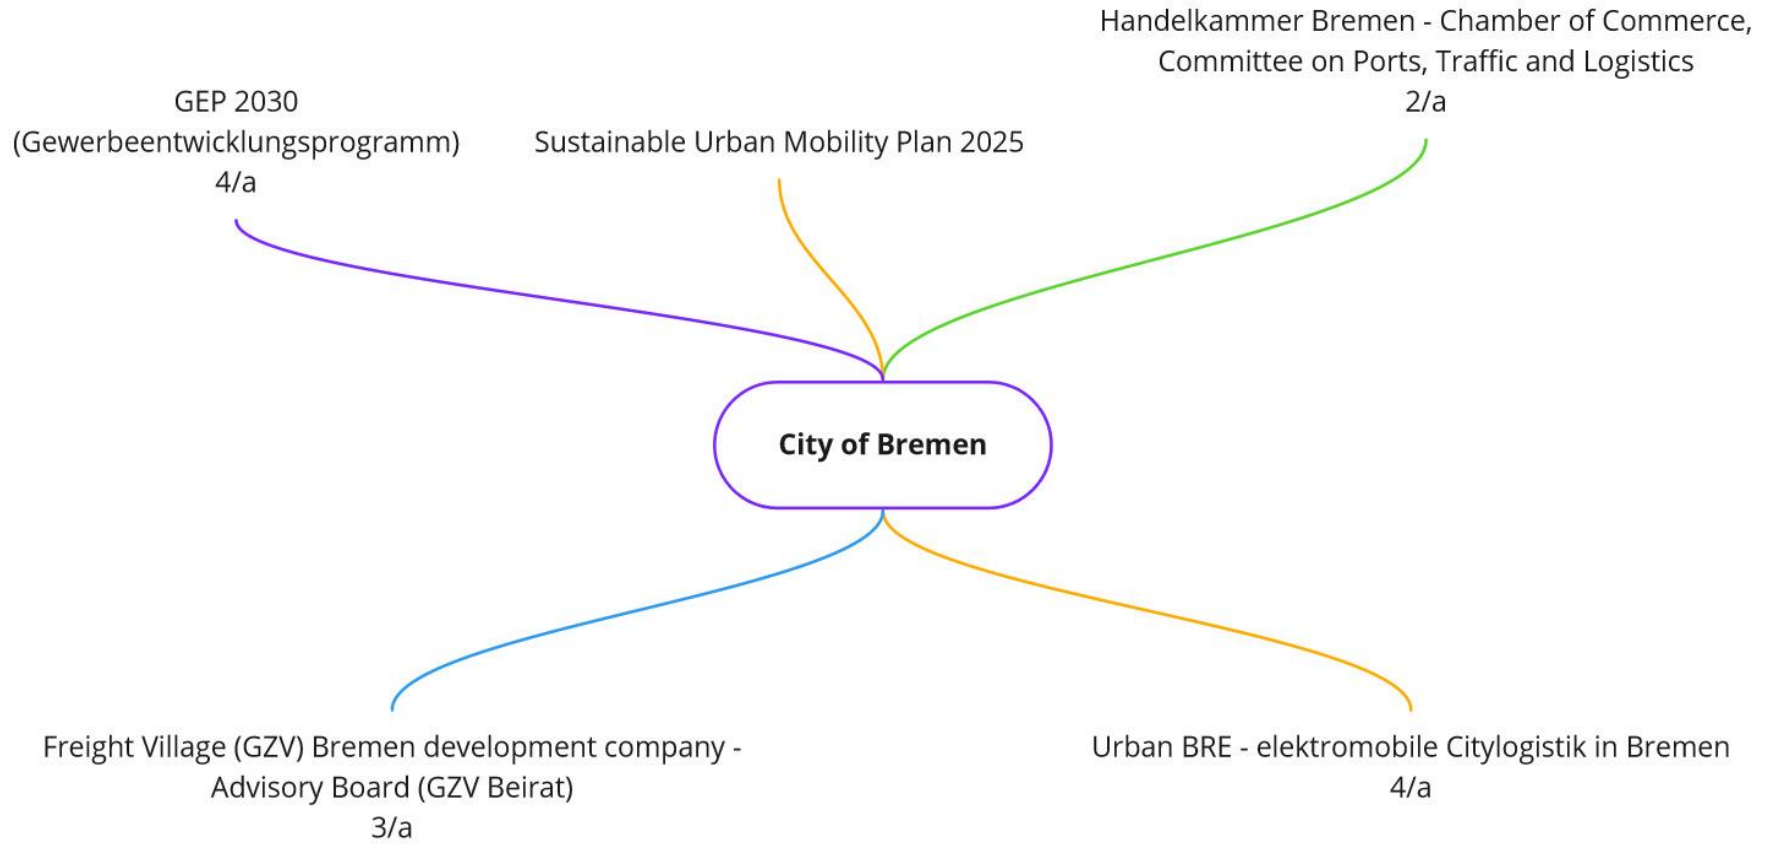 Handelkammer Bremen - Chamber of Commerce,
Committee on Ports, Traffic and Logistics
2/a
GEP 2030
(Gewerbeentwicklungsprogramm)
4/a
Sustainable Urban Mobility Plan 2025
City of Bremen
Freight Village (GZV) Bremen development company -
Advisory Board (GZV Beirat)
3/a
Urban BRE - elektromobile Citylogistik in Bremen
4/a